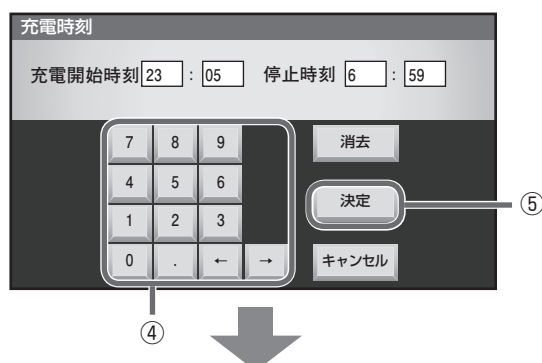 充電時刻
充電開始時刻 23 : 05 停止時刻 6 : 59
7 8 9 消去
4 5 6 決定 ⑤
1 2 3
0 . ← → キャンセル
④